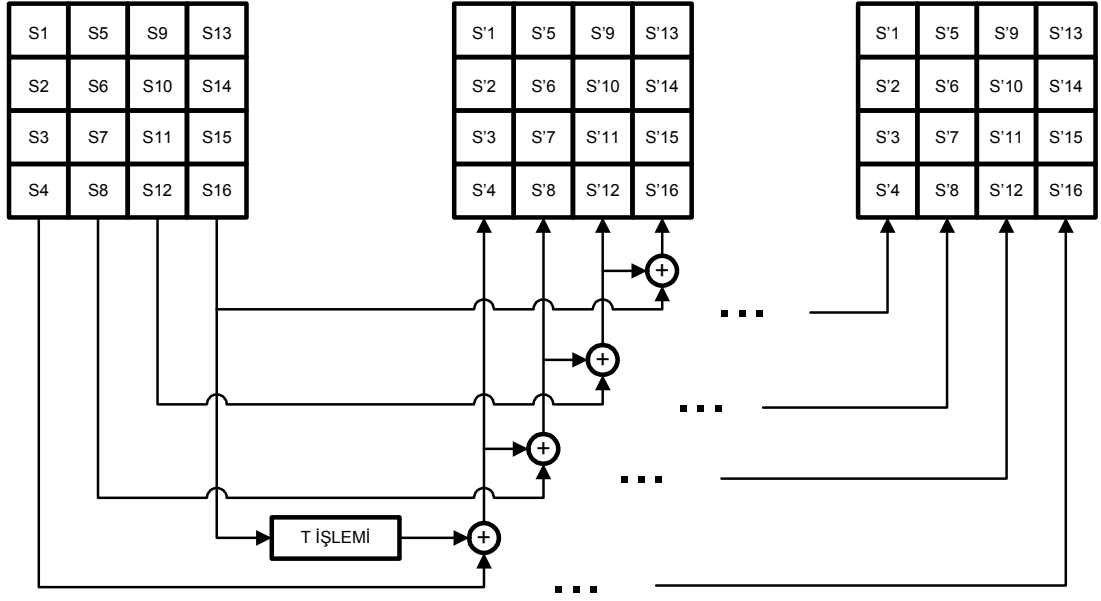 S1 S5 S9 S13
S2 S6 S10 S14
S3 S7 S11 S15
S4 S8 S12 S16
S'1 S'5 S'9 S'13
S'2 S'6 S'10 S'14
S'3 S'7 S'11 S'15
S'4 S'8 S'12 S'16
S'1 S'5 S'9 S'13
S'2 S'6 S'10 S'14
S'3 S'7 S'11 S'15
S'4 S'8 S'12 S'16
+
...
+
...
+
...
T İŞLEMİ
+
...